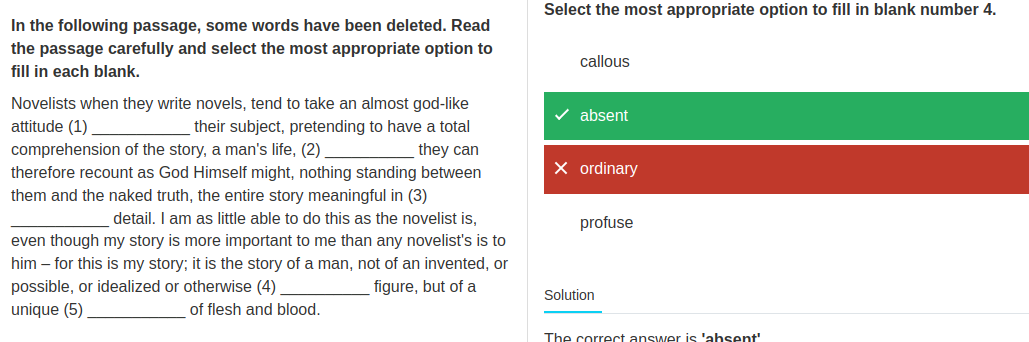 In the following passage, some words have been deleted. Read
the passage carefully and select the most appropriate option to
fill in each blank.
Novelists when they write novels, tend to take an almost god-like
attitude (1) ___________ their subject, pretending to have a total
comprehension of the story, a man's life, (2) __________ they can
therefore recount as God Himself might, nothing standing between
them and the naked truth, the entire story meaningful in (3)
___________ detail. I am as little able to do this as the novelist is,
even though my story is more important to me than any novelist's is to
him – for this is my story; it is the story of a man, not of an invented, or
possible, or idealized or otherwise (4) __________ figure, but of a
unique (5) ___________ of flesh and blood.
Select the most appropriate option to fill in blank number 4.
callous
absent
ordinary
profuse
Solution
The correct answer is 'absent'